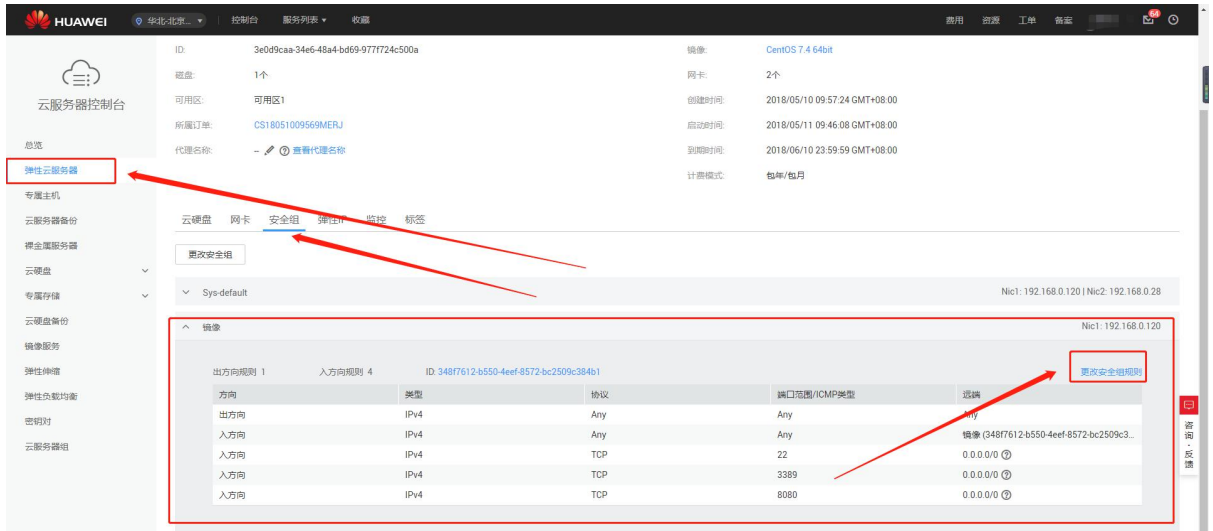 HUAWEI 华北-北京... 控制台 服务列表 收藏 费用 资源 工单 备案 64
云服务器控制台
总览
弹性云服务器
专属主机
云服务器备份
裸金属服务器
云硬盘
专属存储
云硬盘备份
镜像服务
弹性伸缩
弹性负载均衡
密钥对
云服务器组
ID: 3e0d9caa-34e6-48a4-bd69-977f724c500a 镜像: CentOS 7.4 64bit
磁盘: 1个 网卡: 2个
可用区: 可用区1 创建时间: 2018/05/10 09:57:24 GMT+08:00
所属订单: CS18051009569MERJ 启动时间: 2018/05/11 09:46:08 GMT+08:00
代理名称: -- 查看代理名称 到期时间: 2018/06/10 23:59:59 GMT+08:00
计费模式: 包年/包月
云硬盘 网卡 安全组 弹性IP 监控 标签
更改安全组
Sys-default Nic1: 192.168.0.120 | Nic2: 192.168.0.28
镜像 Nic1: 192.168.0.120
出方向规则 1 入方向规则 4 ID: 348f7612-b550-4eef-8572-bc2509c384b1 更改安全组规则
方向 类型 协议 端口范围/ICMP类型 远端
出方向 IPv4 Any Any Any
入方向 IPv4 Any Any 镜像 (348f7612-b550-4eef-8572-bc2509c3...
入方向 IPv4 TCP 22 0.0.0.0/0
入方向 IPv4 TCP 3389 0.0.0.0/0
入方向 IPv4 TCP 8080 0.0.0.0/0
咨询·反馈